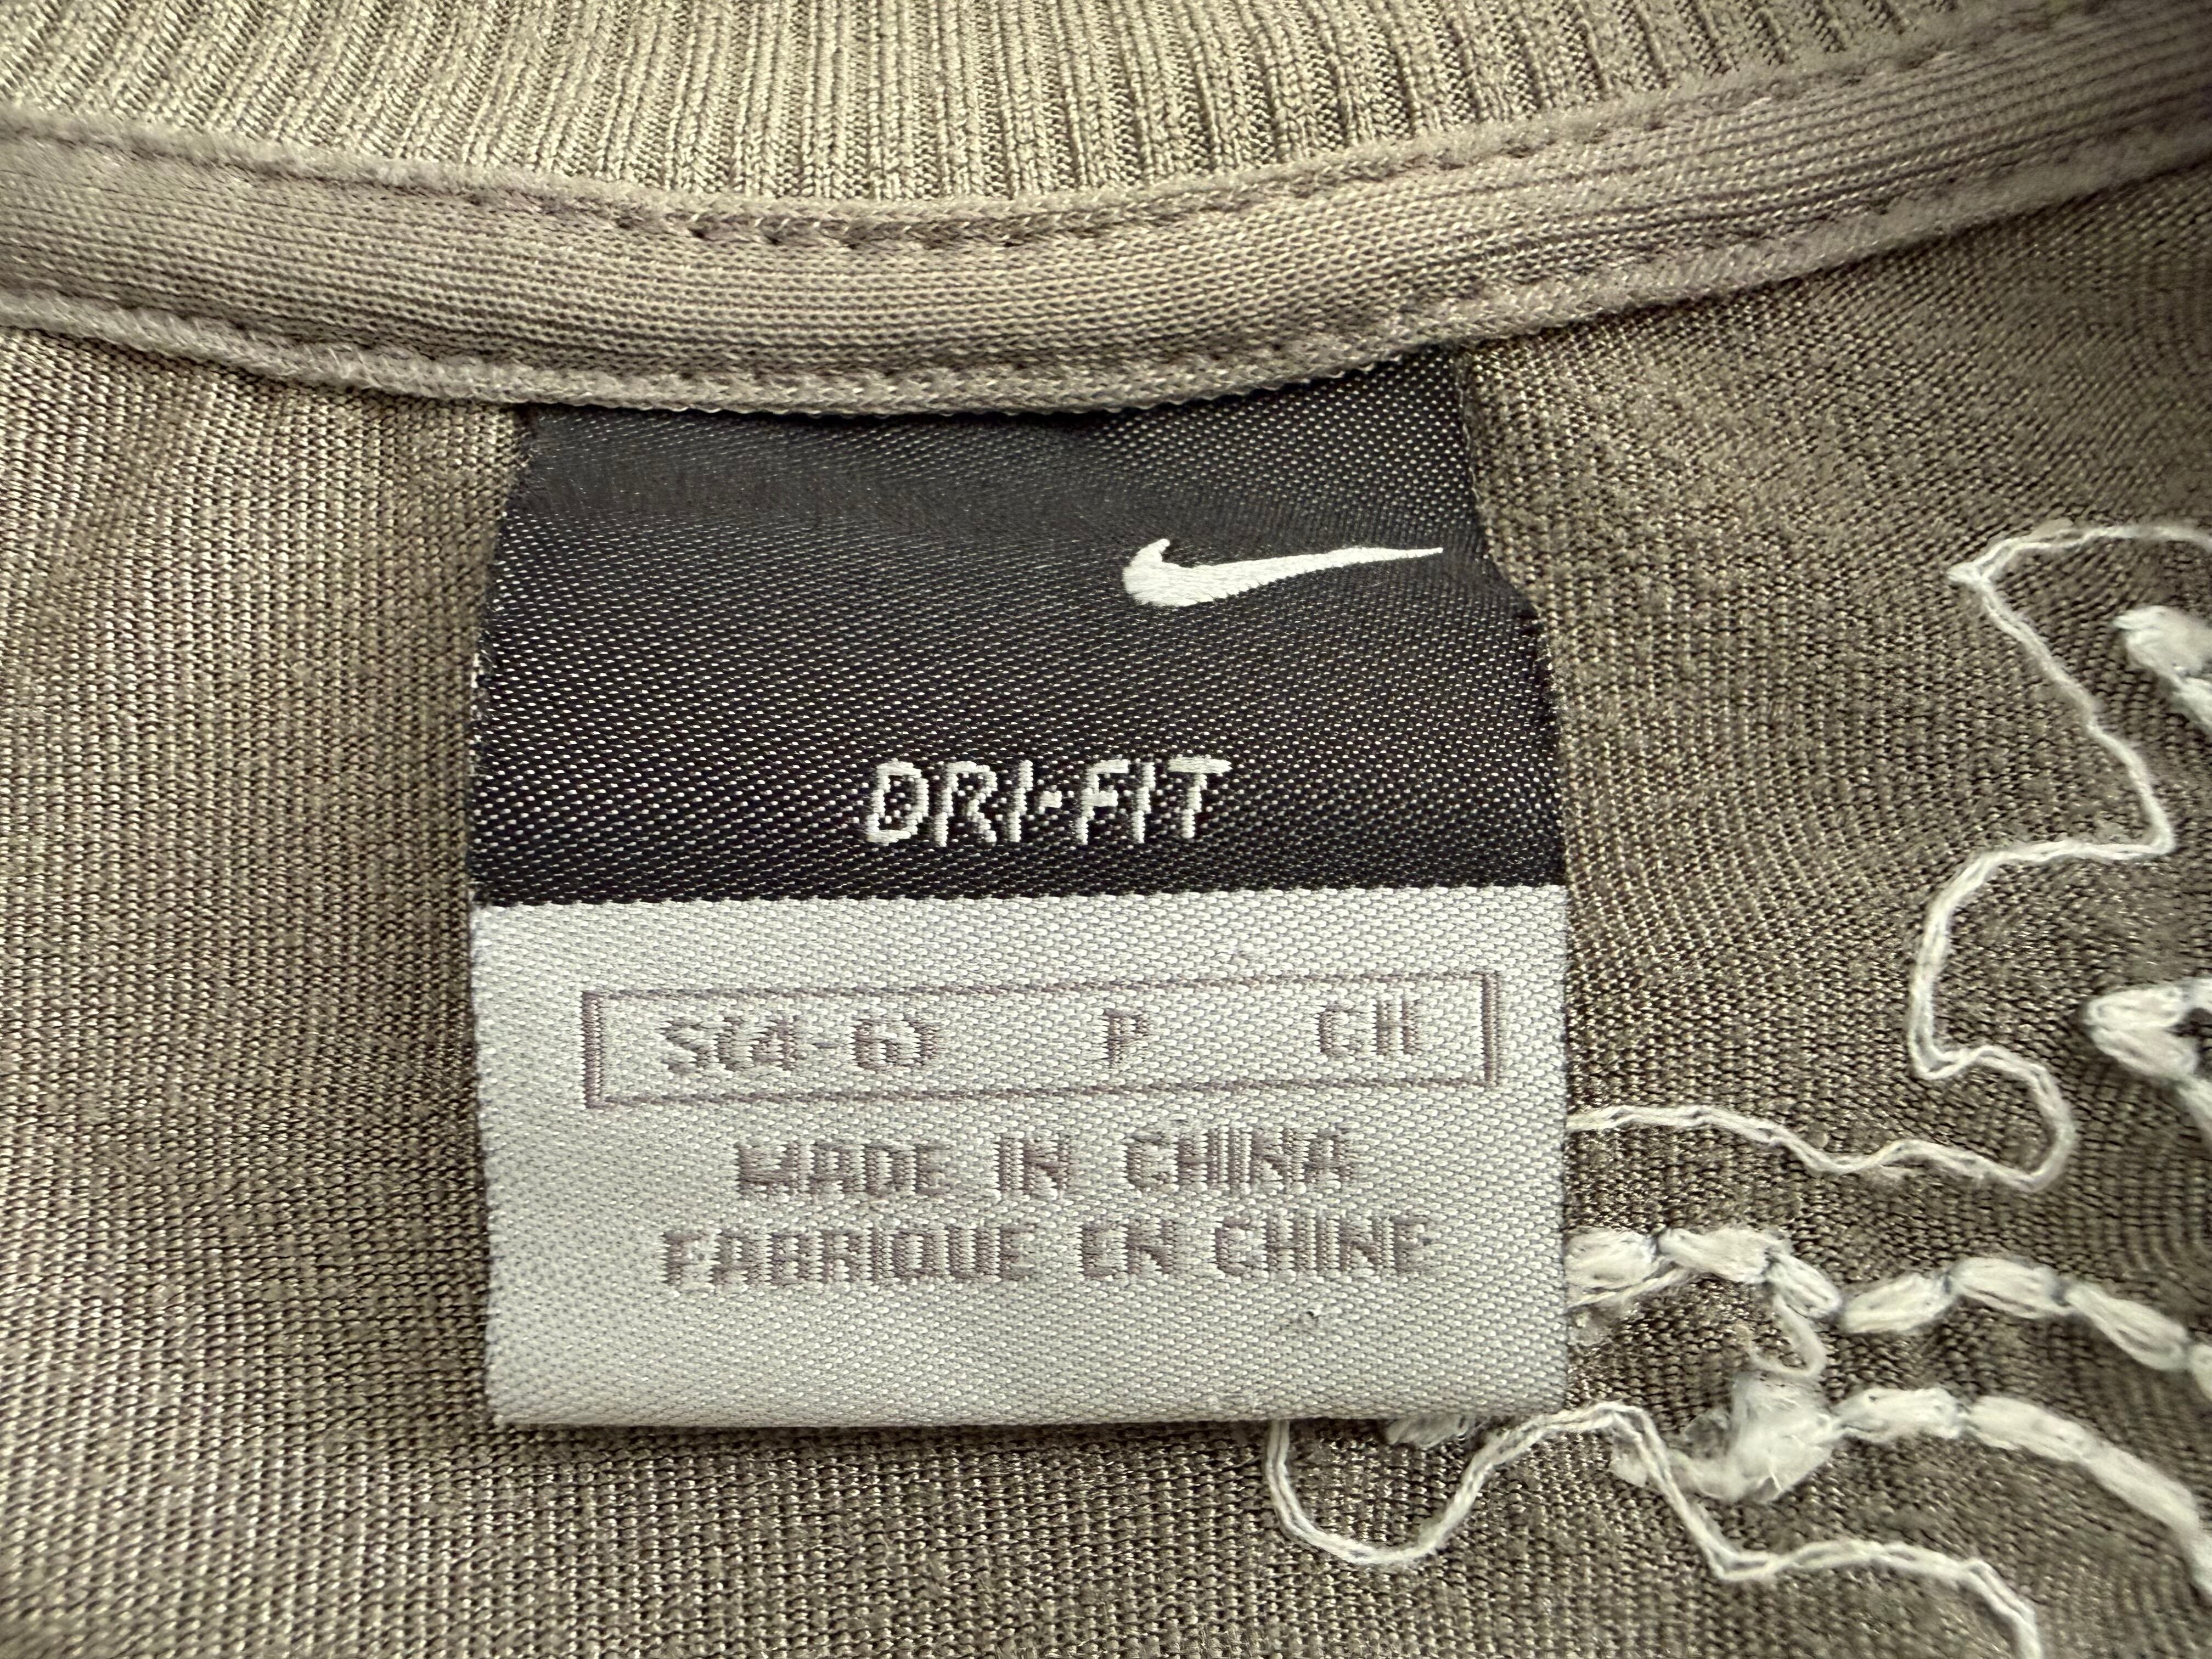 DRI-FIT
S(4-6) P CH
MADE IN CHINA
FABRIQUE EN CHINE